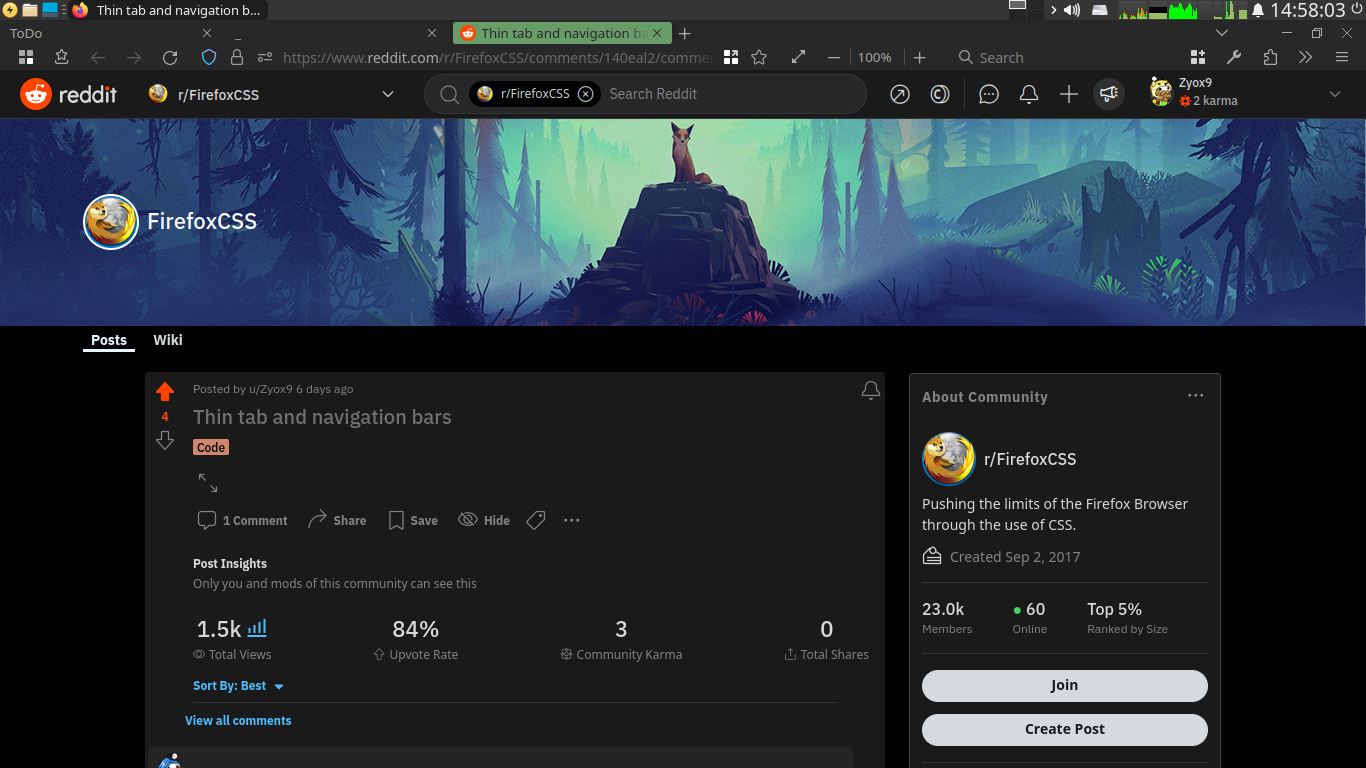 Thin tab and navigation b...
14:58:03
ToDo
_
Thin tab and navigation ba
https://www.reddit.com/r/FirefoxCSS/comments/140eal2/comme
100%
Search
reddit
r/FirefoxCSS
r/FirefoxCSS
Search Reddit
Zyox9
2 karma
FirefoxCSS
Posts
Wiki
Posted by u/Zyox9 6 days ago
4
Thin tab and navigation bars
Code
1 Comment
Share
Save
Hide
Post Insights
Only you and mods of this community can see this
1.5k
84%
3
0
Total Views
Upvote Rate
Community Karma
Total Shares
Sort By: Best
View all comments
About Community
r/FirefoxCSS
Pushing the limits of the Firefox Browser
through the use of CSS.
Created Sep 2, 2017
23.0k
60
Top 5%
Members
Online
Ranked by Size
Join
Create Post